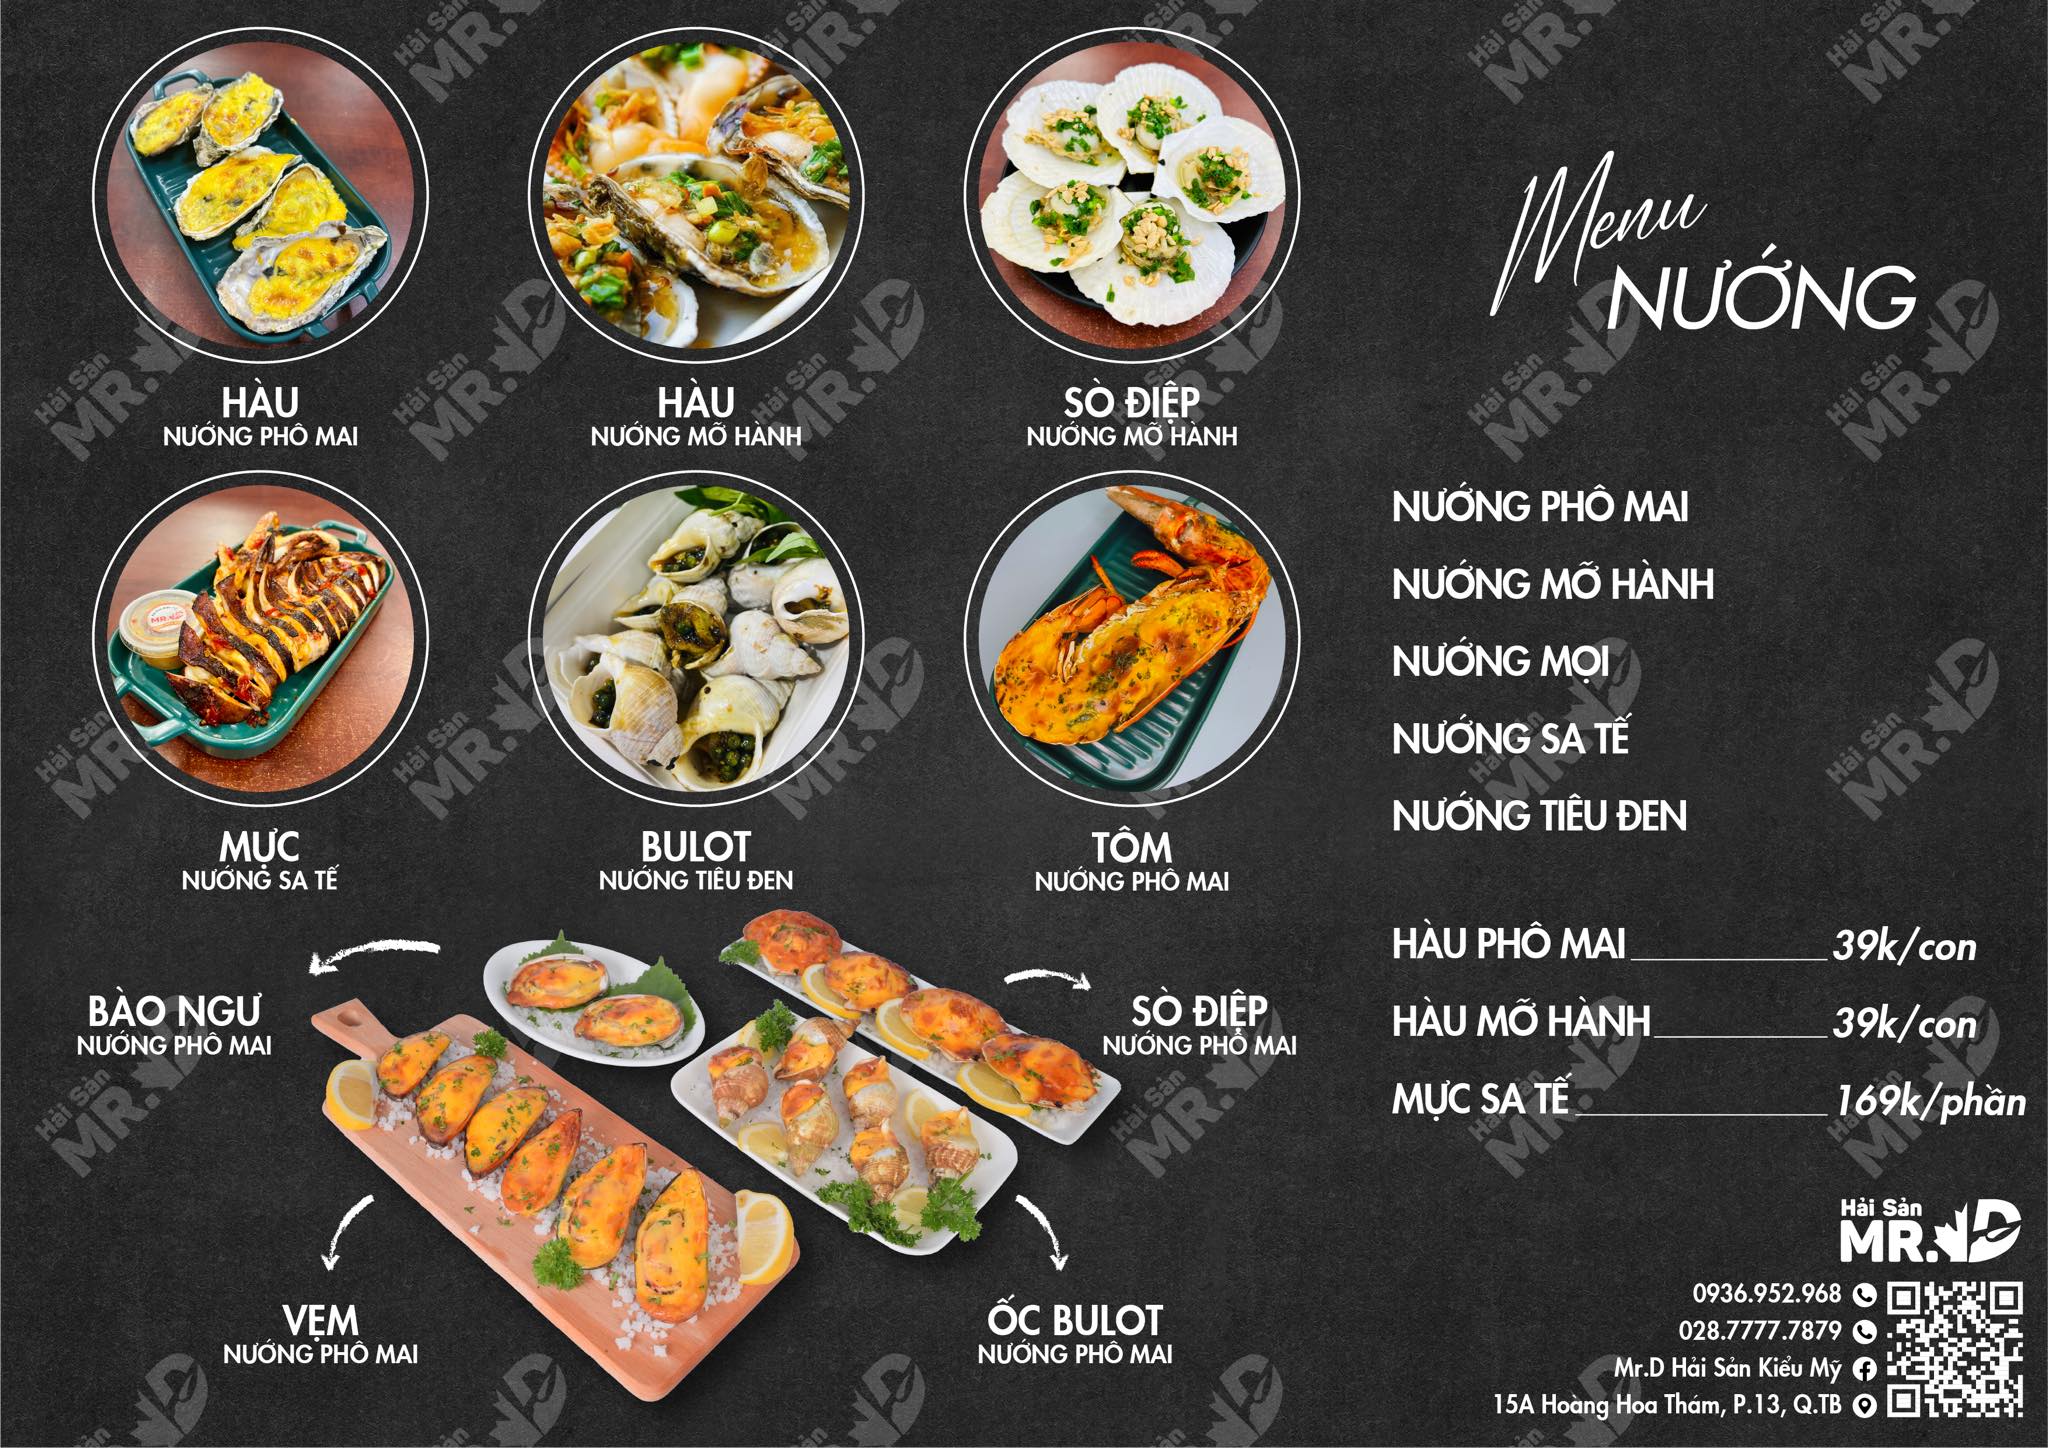 HÀU
NƯỚNG PHÔ MAI
HÀU
NƯỚNG MỠ HÀNH
SÒ ĐIỆP
NƯỚNG MỠ HÀNH
MỰC
NƯỚNG SA TẾ
BULOT
NƯỚNG TIÊU ĐEN
TÔM
NƯỚNG PHÔ MAI
BÀO NGƯ
NƯỚNG PHÔ MAI
SÒ ĐIỆP
NƯỚNG PHÔ MAI
VẸM
NƯỚNG PHÔ MAI
ỐC BULOT
NƯỚNG PHÔ MAI
Menu
NƯỚNG
NƯỚNG PHÔ MAI
NƯỚNG MỠ HÀNH
NƯỚNG MỌI
NƯỚNG SA TẾ
NƯỚNG TIÊU ĐEN
HÀU PHÔ MAI 39k/con
HÀU MỠ HÀNH 39k/con
MỰC SA TẾ 169k/phần
Hải Sản
MR.D
0936.952.968
028.7777.7879
Mr.D Hải Sản Kiểu Mỹ
15A Hoàng Hoa Thám, P.13, Q.TB